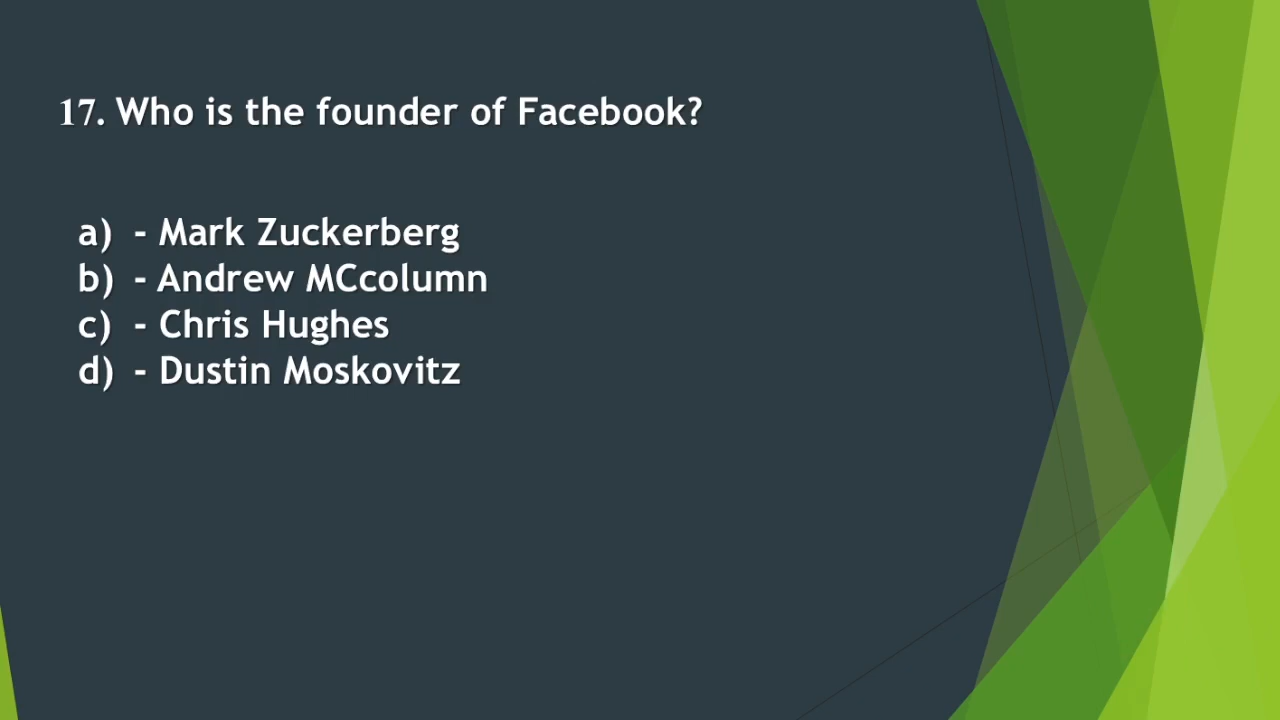 17. Who is the founder of Facebook?
a) - Mark Zuckerberg
b) - Andrew MCcolumn
c) - Chris Hughes
d) - Dustin Moskovitz